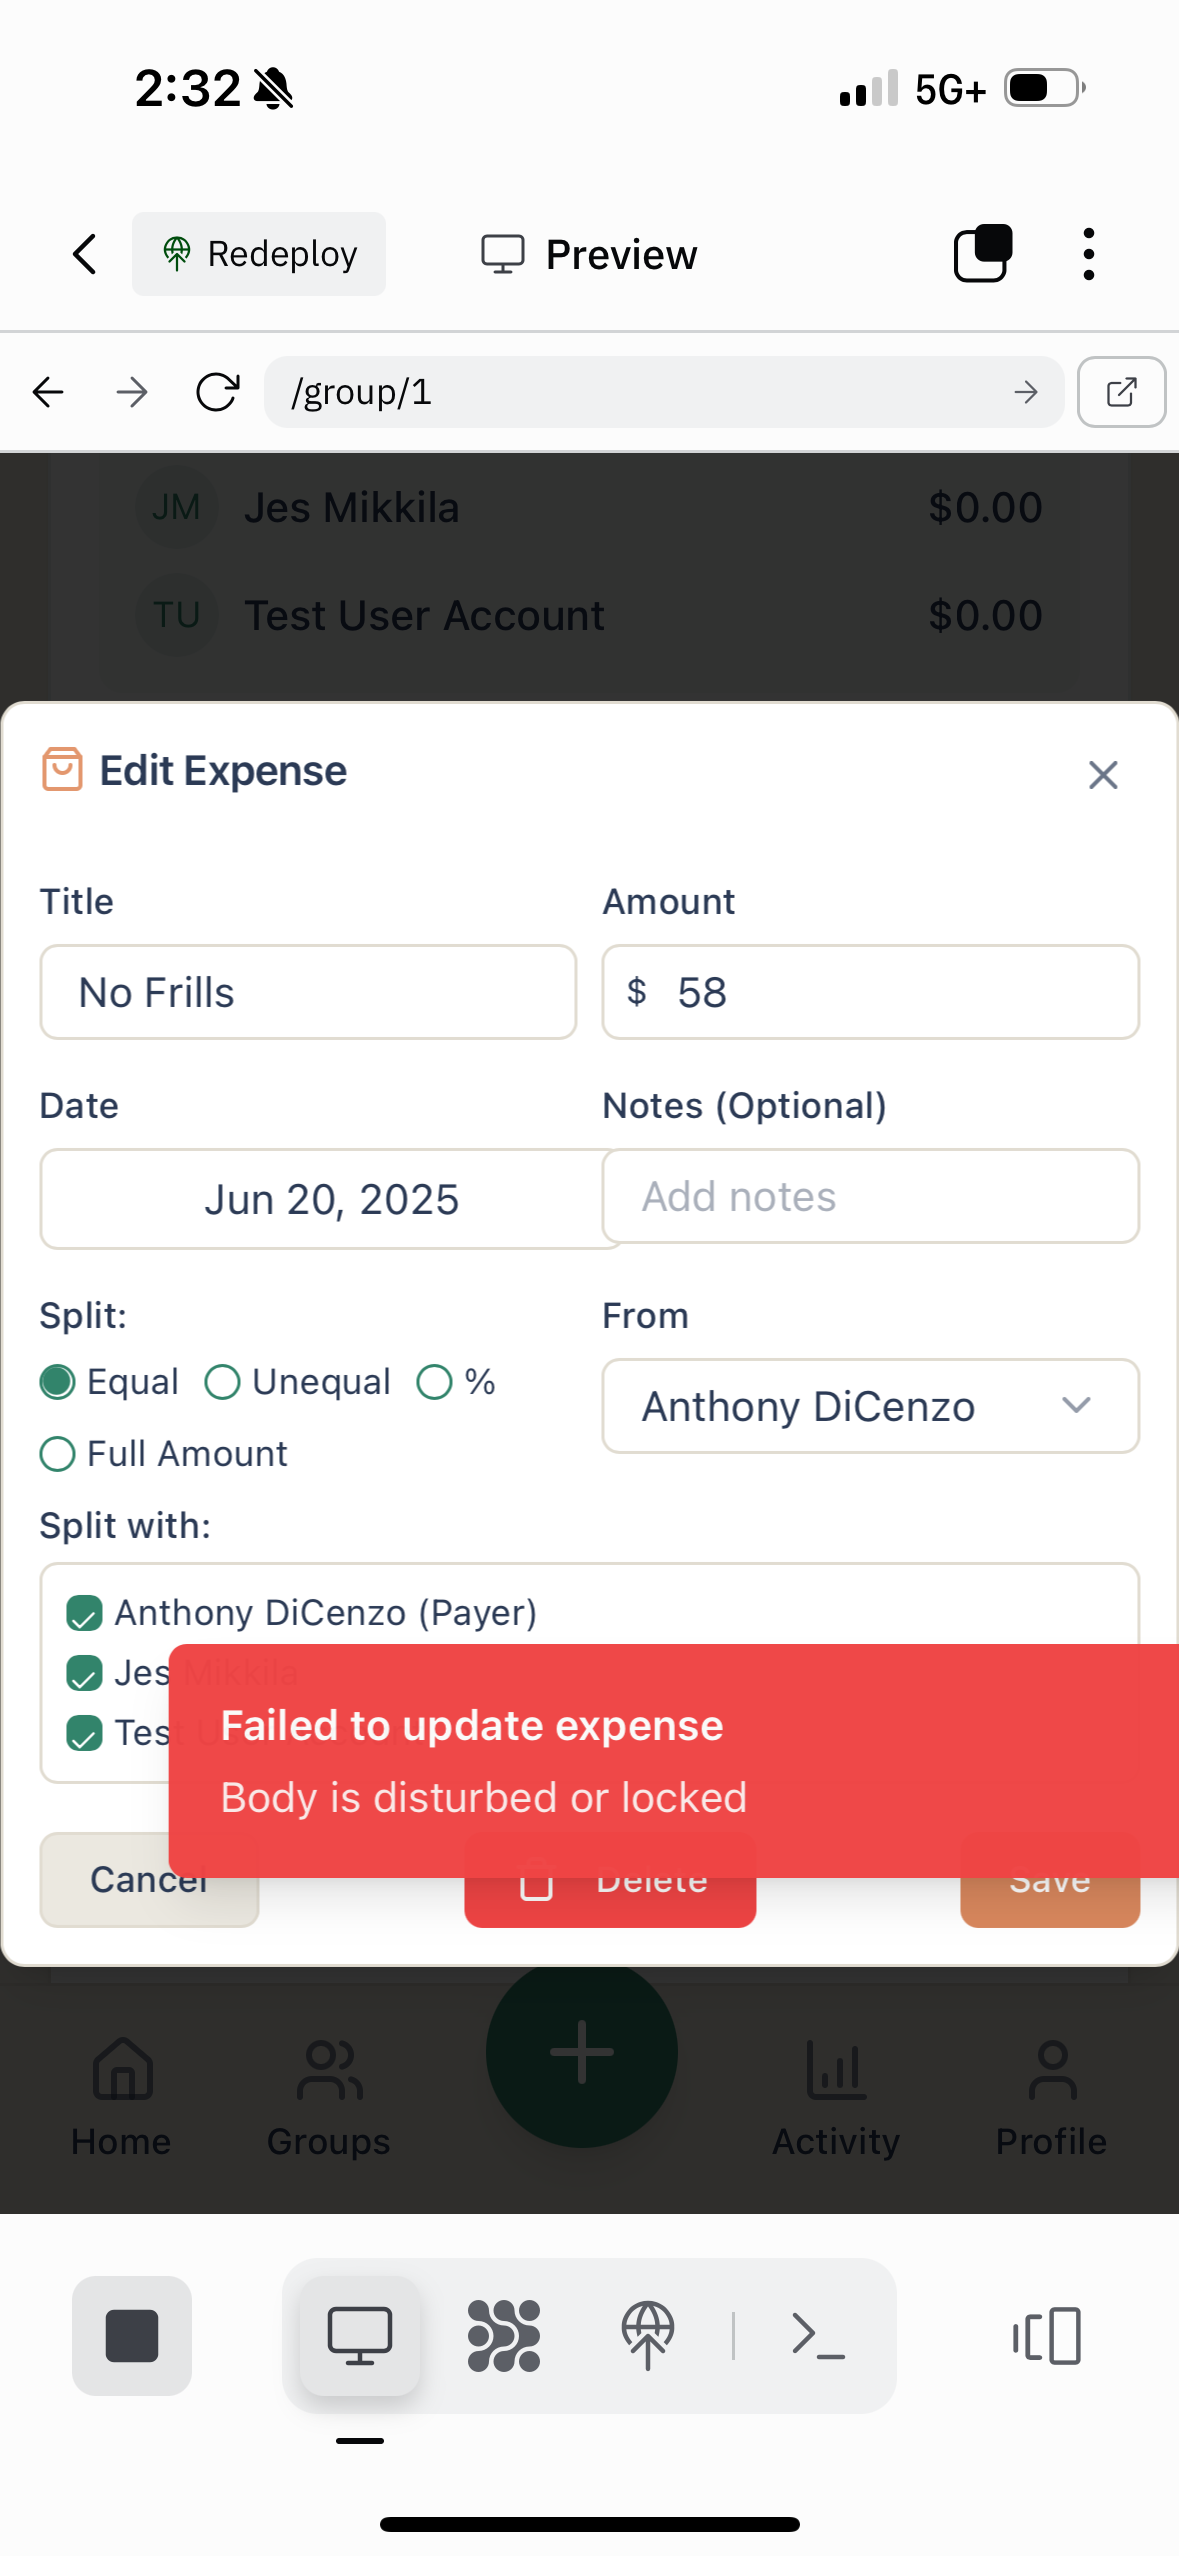 2:32 5G+
Redeploy Preview
/group/1
JM Jes Mikkila $0.00
TU Test User Account $0.00
Edit Expense
Title Amount
No Frills $ 58
Date Notes (Optional)
Jun 20, 2025 Add notes
Split: From
Equal Unequal %
Anthony DiCenzo
Full Amount
Split with:
Anthony DiCenzo (Payer)
Jes Mikkila
Test
Failed to update expense
Body is disturbed or locked
Cancel Delete Save
Home Groups Activity Profile